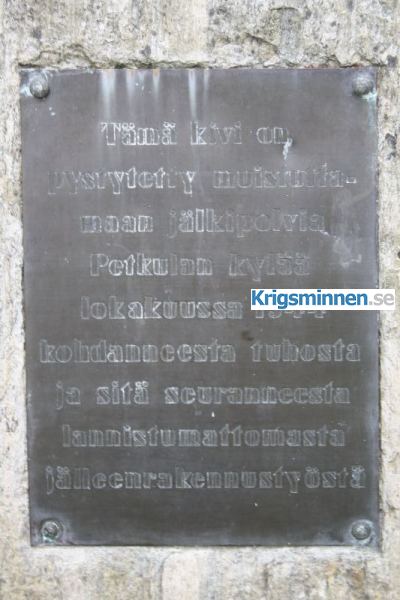 Tämä kivi on
pystytetty muistutta-
maan jälkipolvia
Petkulan kylää
lokakuussa 1944
Krigsminnen.se
kohdanneesta tuhosta
ja sitä seuranneesta
lannistumattomasta
jälleenrakennustyöstä